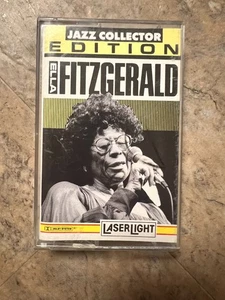 JAZZ COLLECTOR
EDITION
ELLA
FITZGERALD
LASERLIGHT